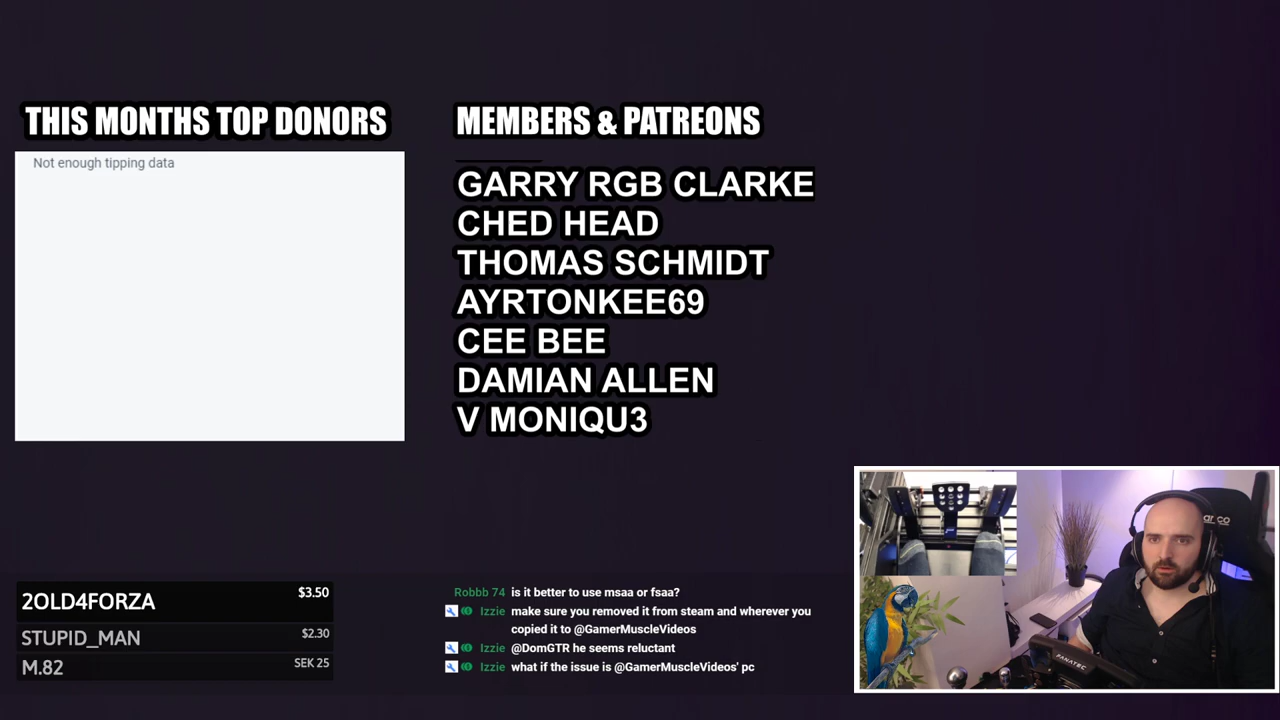 THIS MONTHS TOP DONORS
Not enough tipping data
MEMBERS & PATREONS
GARRY RGB CLARKE
CHED HEAD
THOMAS SCHMIDT
AYRTONKEE69
CEE BEE
DAMIAN ALLEN
V MONIQU3
2OLD4FORZA $3.50
STUPID_MAN $2.30
M.82 SEK 25
Robbb 74 is it better to use msaa or fsaa?
Izzie make sure you removed it from steam and wherever you
copied it to @GamerMuscleVideos
Izzie @DomGTR he seems reluctant
Izzie what if the issue is @GamerMuscleVideos' pc
FANATEC